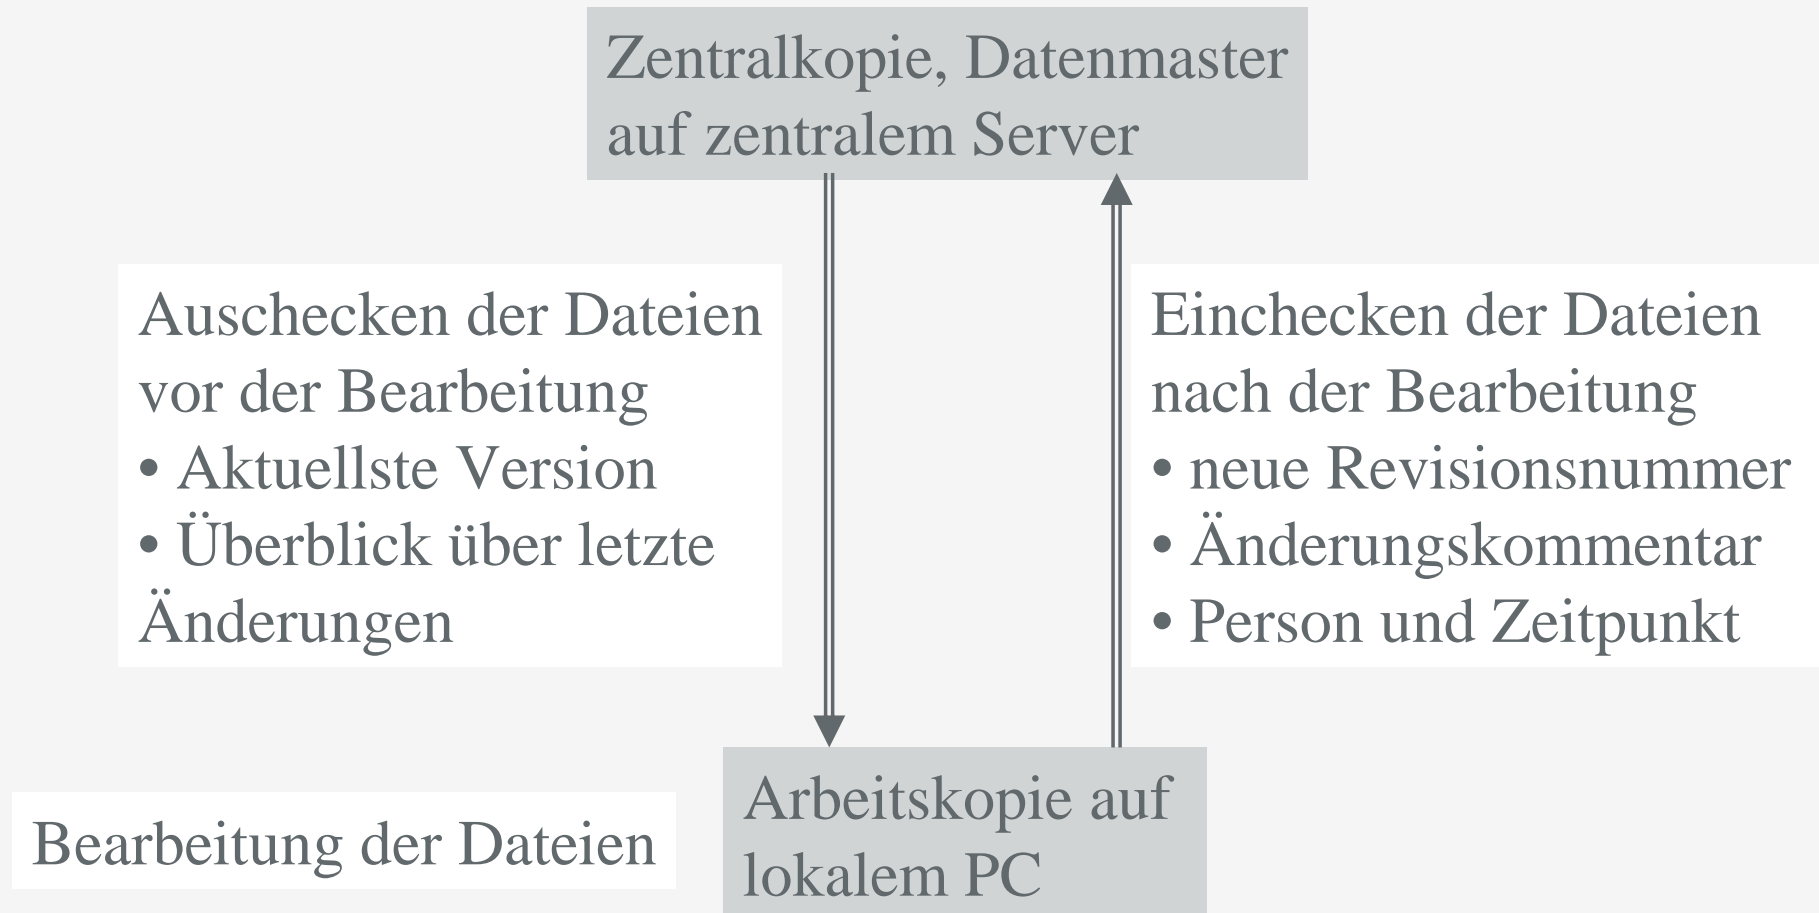 Zentralkopie, Datenmaster
auf zentralem Server
Auschecken der Dateien
vor der Bearbeitung
• Aktuellste Version
• Überblick über letzte
Änderungen
Einchecken der Dateien
nach der Bearbeitung
• neue Revisionsnummer
• Änderungskommentar
• Person und Zeitpunkt
Bearbeitung der Dateien
Arbeitskopie auf
lokalem PC